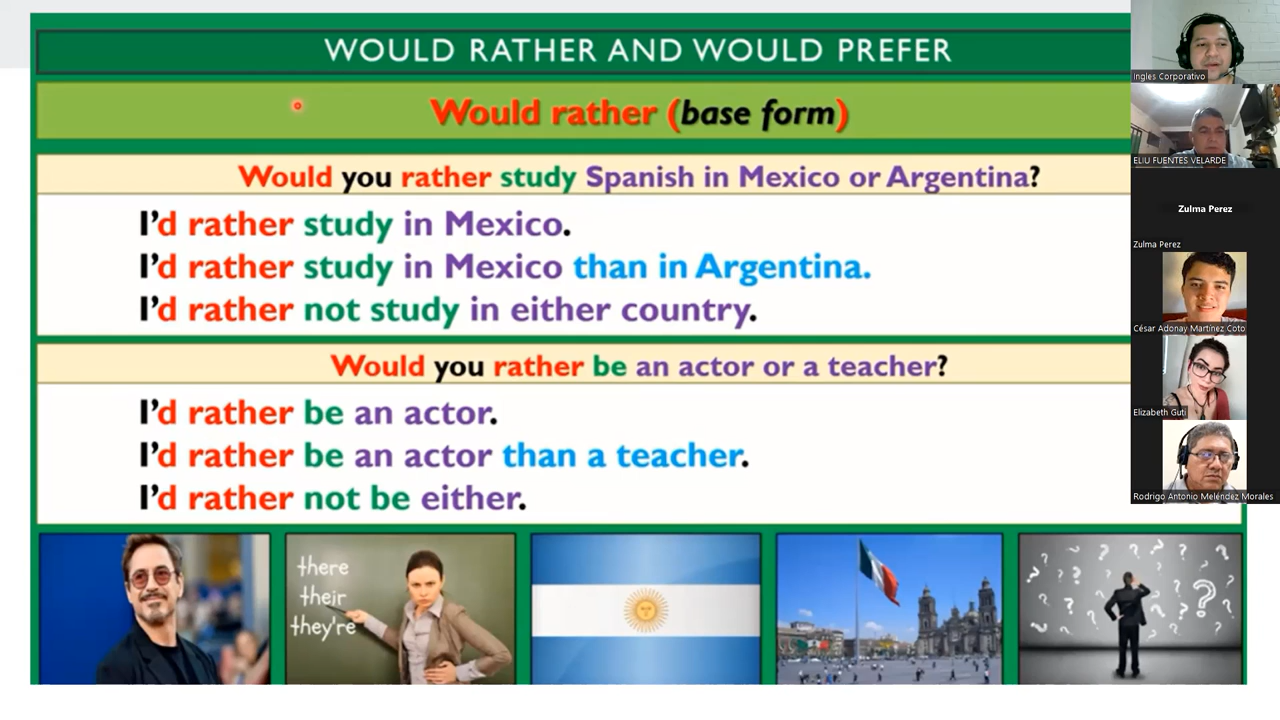 WOULD RATHER AND WOULD PREFER
Would rather (base form)
Would you rather study Spanish in Mexico or Argentina?
I'd rather study in Mexico.
I'd rather study in Mexico than in Argentina.
I'd rather not study in either country.
Would you rather be an actor or a teacher?
I'd rather be an actor.
I'd rather be an actor than a teacher.
I'd rather not be either.
there
their
they're
Ingles Corporativo
ELIU FUENTES VELARDE
Zulma Perez
Zulma Perez
César Adonay Martínez Coto
Elizabeth Guti
Rodrigo Antonio Meléndez Morales